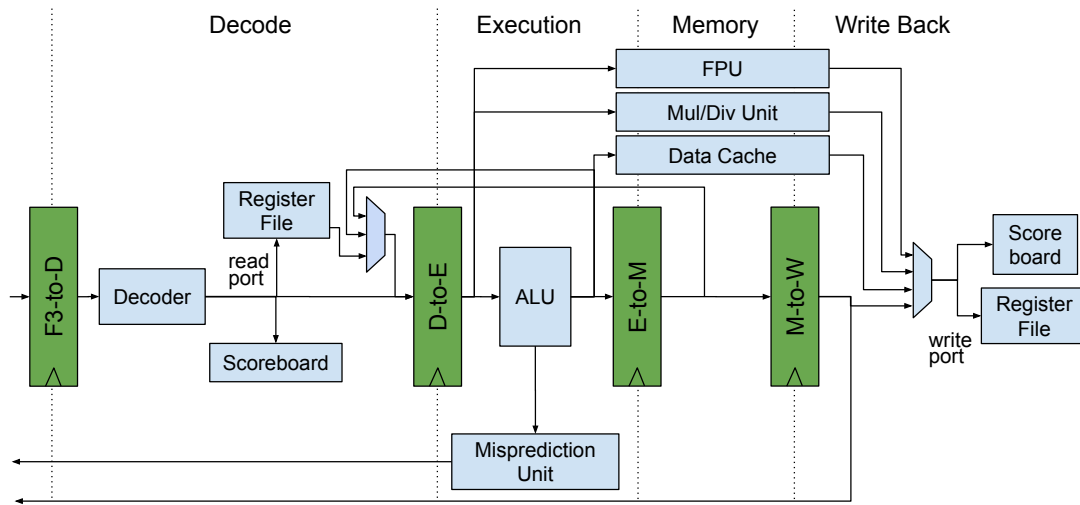 Decode
Execution
Memory
Write Back
FPU
Mul/Div Unit
Data Cache
Register
File
read
port
F3-to-D
Decoder
Scoreboard
D-to-E
ALU
E-to-M
M-to-W
Score
board
Register
File
write
port
Misprediction
Unit